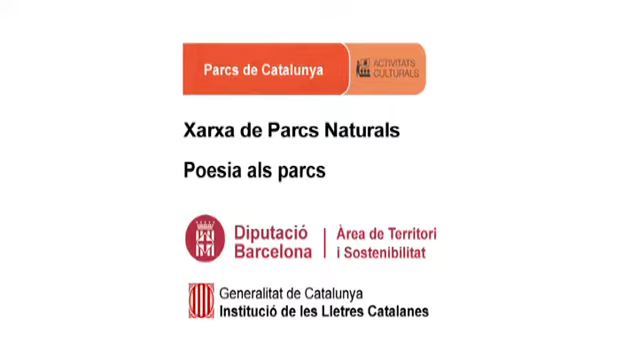 Parcs de Catalunya
ACTIVITATS
CULTURALS
Xarxa de Parcs Naturals
Poesia als parcs
Diputació
Barcelona
Àrea de Territori
i Sostenibilitat
Generalitat de Catalunya
Institució de les Lletres Catalanes